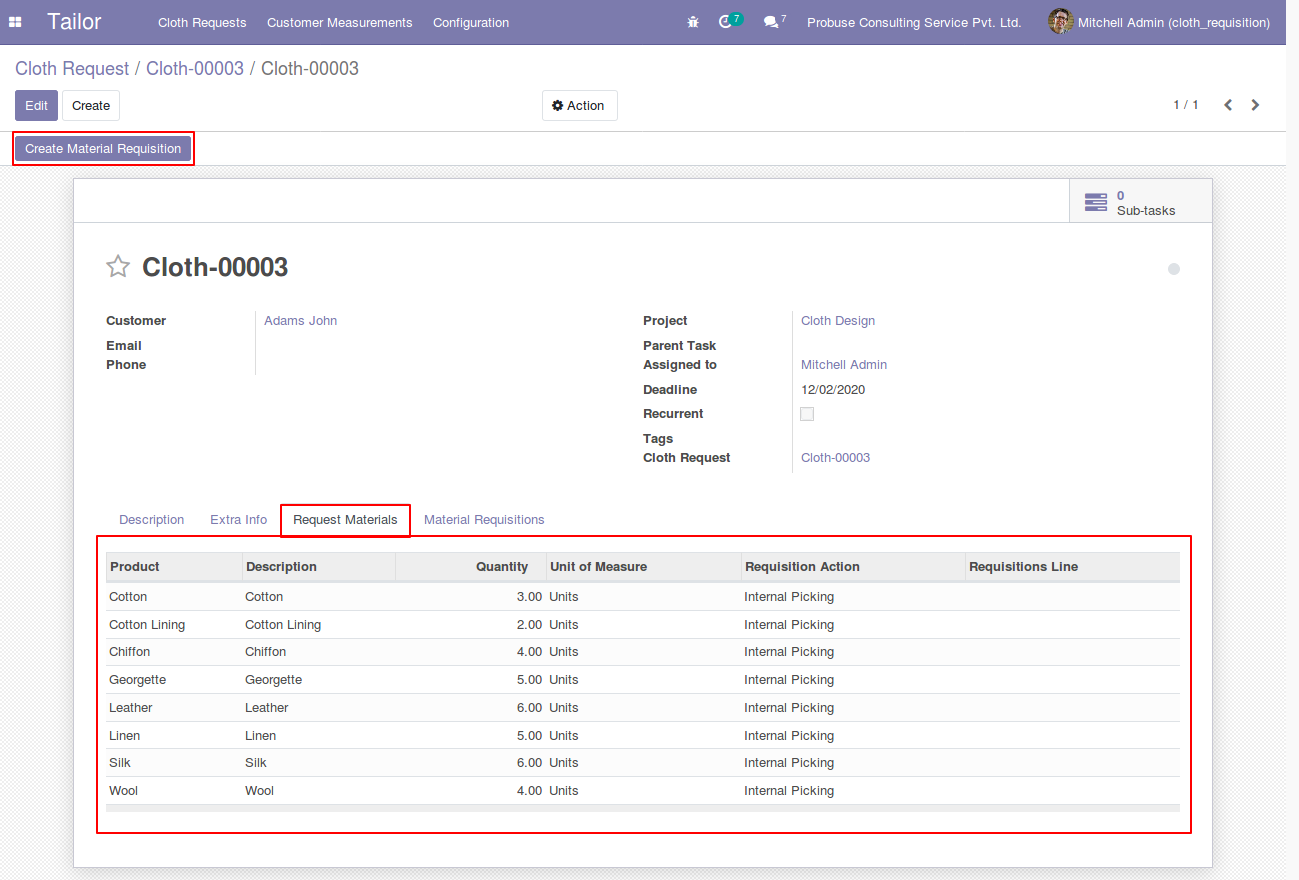 Tailor Cloth Requests Customer Measurements Configuration 7 7 Probuse Consulting Service Pvt. Ltd. Mitchell Admin (cloth_requisition)
Cloth Request / Cloth-00003 / Cloth-00003
Edit Create Action 1 / 1
Create Material Requisition
0
Sub-tasks
Cloth-00003
Customer Adams John
Email
Phone
Project Cloth Design
Parent Task
Assigned to Mitchell Admin
Deadline 12/02/2020
Recurrent
Tags
Cloth Request Cloth-00003
Description Extra Info Request Materials Material Requisitions
Product Description Quantity Unit of Measure Requisition Action Requisitions Line
Cotton Cotton 3.00 Units Internal Picking
Cotton Lining Cotton Lining 2.00 Units Internal Picking
Chiffon Chiffon 4.00 Units Internal Picking
Georgette Georgette 5.00 Units Internal Picking
Leather Leather 6.00 Units Internal Picking
Linen Linen 5.00 Units Internal Picking
Silk Silk 6.00 Units Internal Picking
Wool Wool 4.00 Units Internal Picking